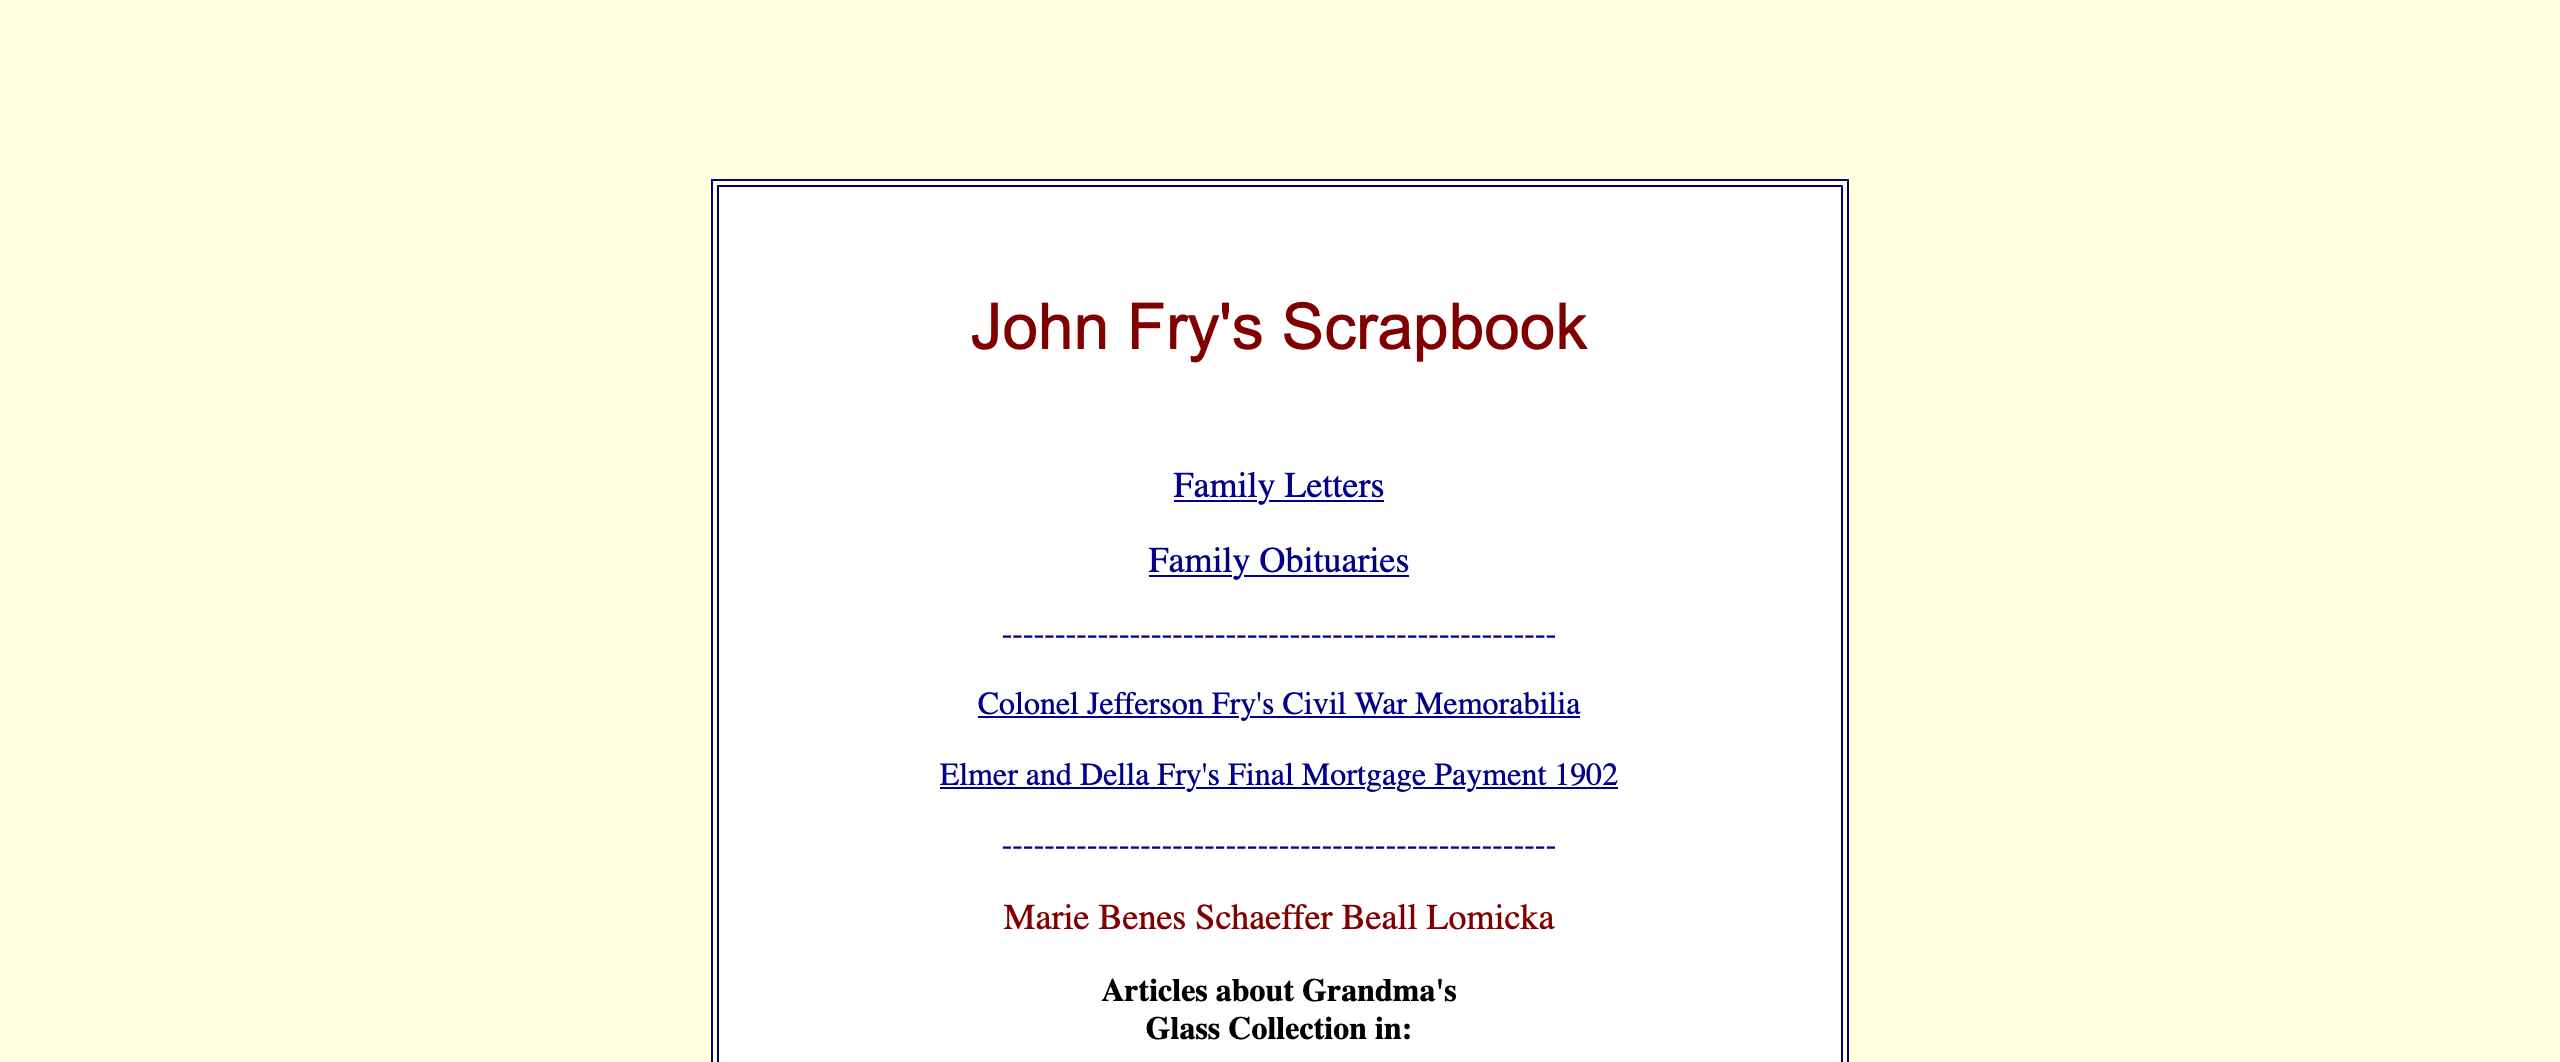 John Fry's Scrapbook
Family Letters
Family Obituaries
----------------------------------------------------
Colonel Jefferson Fry's Civil War Memorabilia
Elmer and Della Fry's Final Mortgage Payment 1902
----------------------------------------------------
Marie Benes Schaeffer Beall Lomicka
Articles about Grandma's
Glass Collection in: